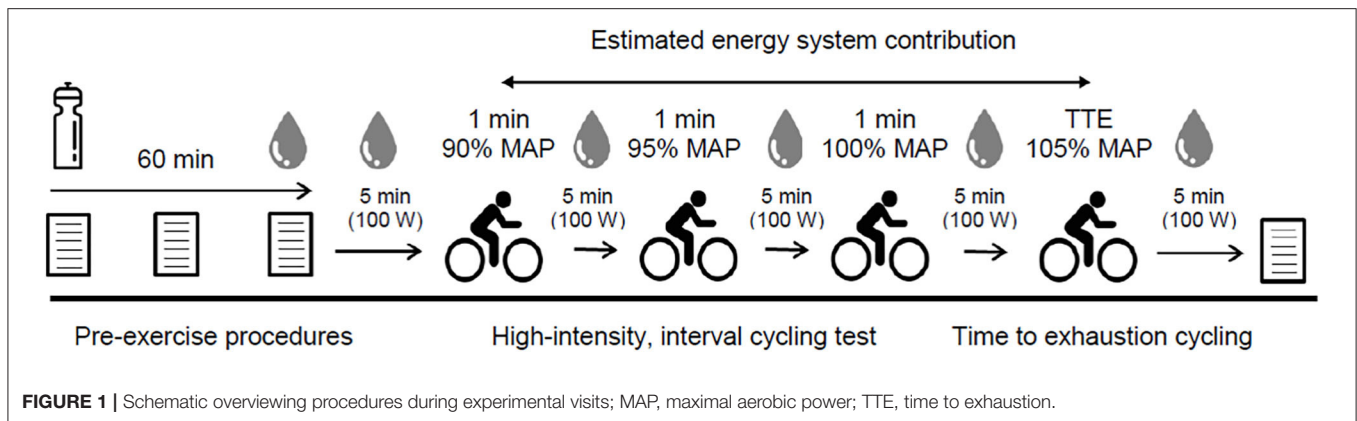 Estimated energy system contribution
60 min
1 min
90% MAP
1 min
95% MAP
1 min
100% MAP
TTE
105% MAP
5 min
(100 W)
5 min
(100 W)
5 min
(100 W)
5 min
(100 W)
5 min
(100 W)
Pre-exercise procedures
High-intensity, interval cycling test
Time to exhaustion cycling
FIGURE 1 | Schematic overviewing procedures during experimental visits; MAP, maximal aerobic power; TTE, time to exhaustion.